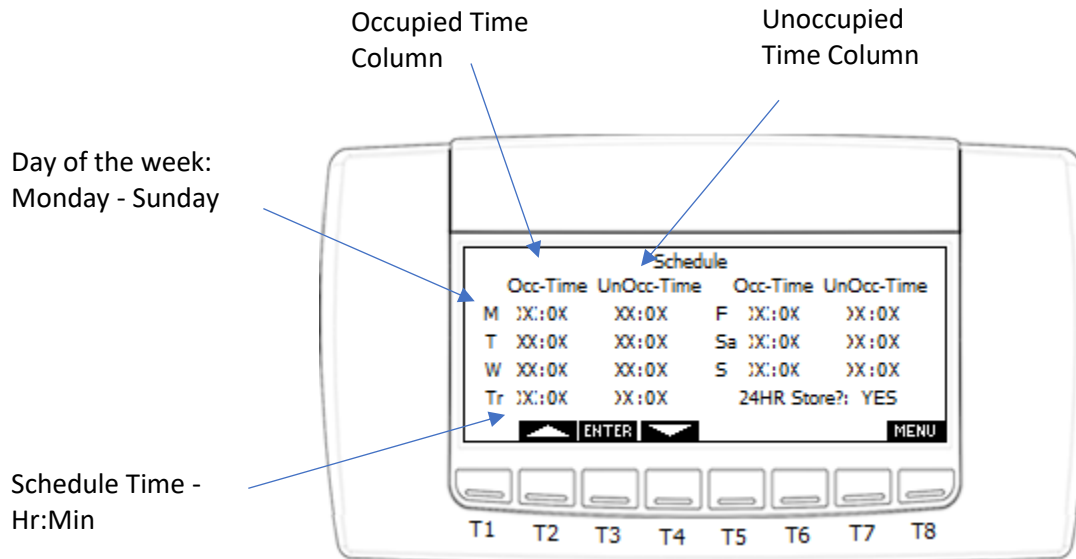 Occupied Time
Column
Unoccupied
Time Column
Day of the week:
Monday - Sunday
Schedule
Occ-Time UnOcc-Time Occ-Time UnOcc-Time
M XX:0X XX:0X F XX:0X XX:0X
T XX:0X XX:0X Sa XX:0X XX:0X
W XX:0X XX:0X S XX:0X XX:0X
Tr XX:0X XX:0X 24HR Store?: YES
ENTER MENU
Schedule Time -
Hr:Min
T1 T2 T3 T4 T5 T6 T7 T8